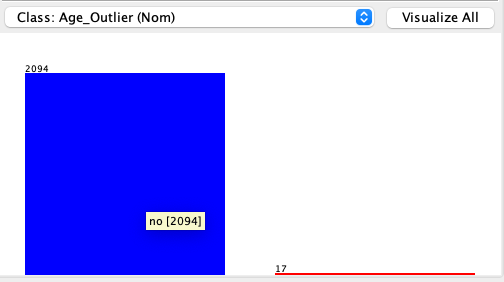 Class: Age_Outlier (Nom)
Visualize All
2094
no [2094]
17